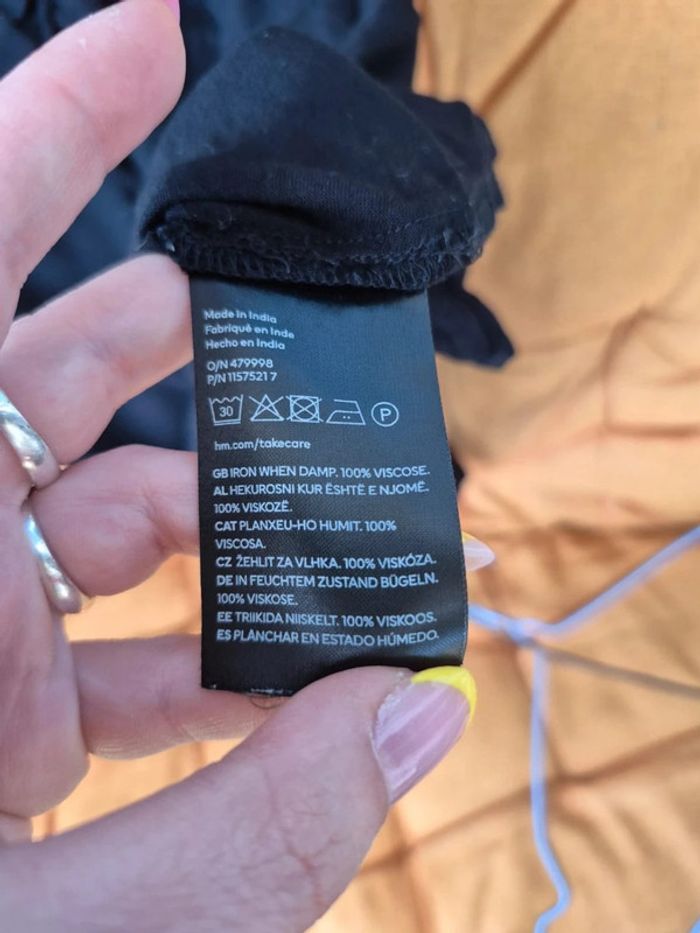 Made in India
Fabriqué en Inde
Hecho en India
O/N 479998
P/N 1157521 7
30
P
hm.com/takecare
GB IRON WHEN DAMP. 100% VISCOSE.
AL HEKUROSNI KUR ËSHTË E NJOMË.
100% VISKOZË.
CAT PLANXEU-HO HUMIT. 100%
VISCOSA.
CZ ŽEHLIT ZA VLHKA. 100% VISKÓZA.
DE IN FEUCHTEM ZUSTAND BÜGELN.
100% VISKOSE.
EE TRIIKIDA NIISKELT. 100% VISKOOS.
ES PLANCHAR EN ESTADO HÚMEDO.